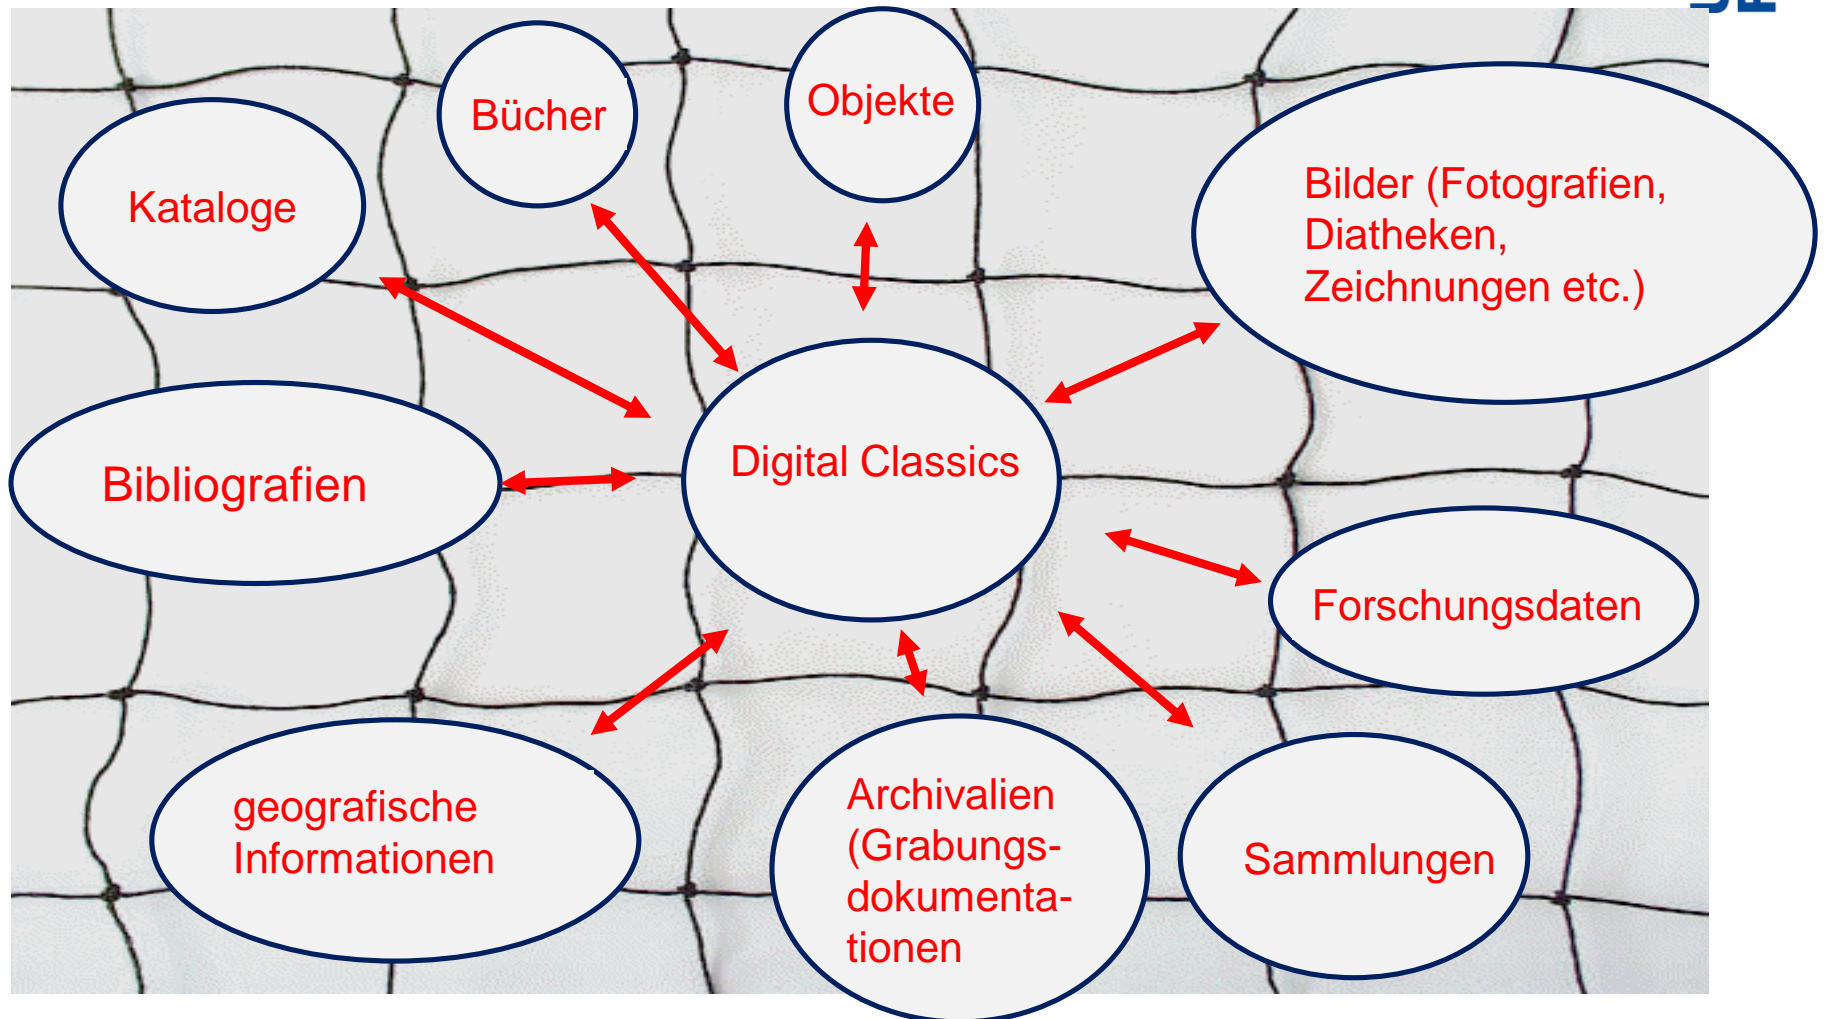 Bücher
Objekte
Kataloge
Bilder (Fotografien,
Diatheken,
Zeichnungen etc.)
Digital Classics
Bibliografien
Forschungsdaten
geografische
Informationen
Archivalien
(Grabungs-
dokumenta-
tionen
Sammlungen